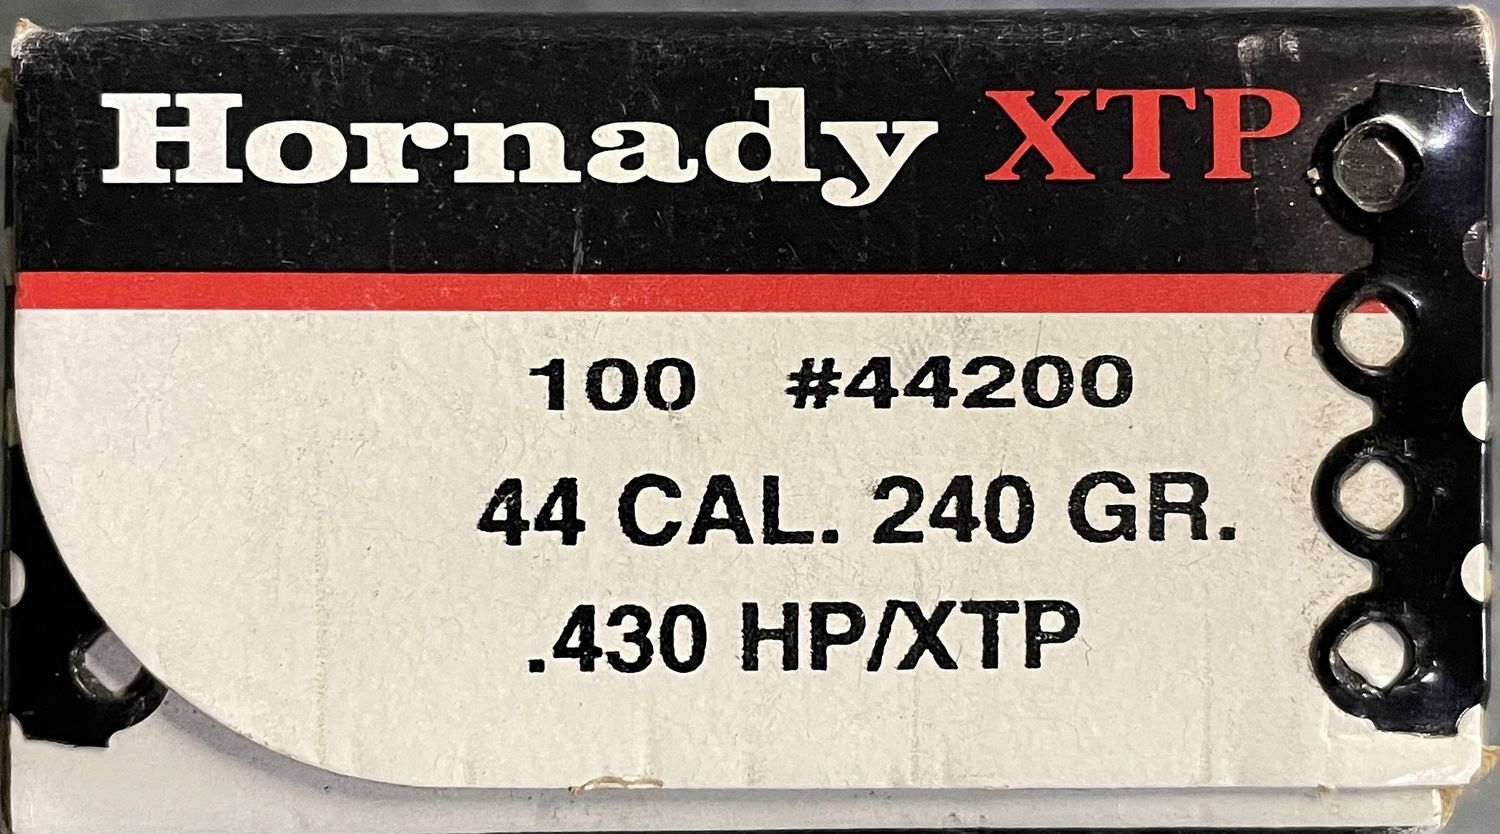 Hornady XTP
100 #44200
44 CAL. 240 GR.
.430 HP/XTP